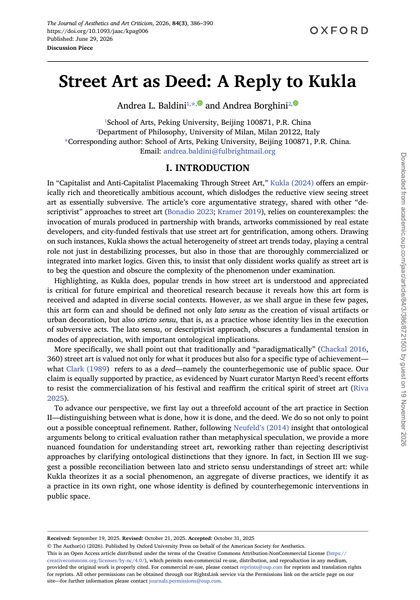 The Journal of Aesthetics and Art Criticism, 2026, 84(3), 386–390
https://doi.org/10.1093/jaac/kpag006
Published: June 29, 2026
Discussion Piece
OXFORD
Street Art as Deed: A Reply to Kukla
Andrea L. Baldini1,*, and Andrea Borghini2,
1School of Arts, Peking University, Beijing 100871, P.R. China
2Department of Philosophy, University of Milan, Milan 20122, Italy
*Corresponding author: School of Arts, Peking University, Beijing 100871, P.R. China.
Email: andrea.baldini@fulbrightmail.org
I. INTRODUCTION
In “Capitalist and Anti-Capitalist Placemaking Through Street Art,” Kukla (2024) offers an empir-
ically rich and theoretically ambitious account, which dislodges the reductive view seeing street
art as essentially subversive. The article’s core argumentative strategy, shared with other “de-
scriptivist” approaches to street art (Bonadio 2023; Kramer 2019), relies on counterexamples: the
invocation of murals produced in partnership with brands, artworks commissioned by real estate
developers, and city-funded festivals that use street art for gentrification, among others. Drawing
on such instances, Kukla shows the actual heterogeneity of street art trends today, playing a central
role not just in destabilizing processes, but also in those that are thoroughly commercialized or
integrated into market logics. Given this, to insist that only dissident works qualify as street art is
to beg the question and obscure the complexity of the phenomenon under examination.
Highlighting, as Kukla does, popular trends in how street art is understood and appreciated
is critical for future empirical and theoretical research because it reveals how this art form is
received and adapted in diverse social contexts. However, as we shall argue in these few pages,
this art form can and should be defined not only lato sensu as the creation of visual artifacts or
urban decoration, but also stricto sensu, that is, as a practice whose identity lies in the execution
of subversive acts. The lato sensu, or descriptivist approach, obscures a fundamental tension in
modes of appreciation, with important ontological implications.
More specifically, we shall point out that traditionally and “paradigmatically” (Chackal 2016,
360) street art is valued not only for what it produces but also for a specific type of achievement—
what Clark (1989) refers to as a deed—namely the counterhegemonic use of public space. Our
claim is equally supported by practice, as evidenced by Nuart curator Martyn Reed’s recent efforts
to resist the commercialization of his festival and reaffirm the critical spirit of street art (Riva
2025).
To advance our perspective, we first lay out a threefold account of the art practice in Section
II—distinguishing between what is done, how it is done, and the deed. We do so not only to point
out a possible conceptual refinement. Rather, following Neufeld’s (2014) insight that ontological
arguments belong to critical evaluation rather than metaphysical speculation, we provide a more
nuanced foundation for understanding street art, reworking rather than rejecting descriptivist
approaches by clarifying ontological distinctions that they ignore. In fact, in Section III we sug-
gest a possible reconciliation between lato and stricto sensu understandings of street art: while
Kukla theorizes it as a social phenomenon, an aggregate of diverse practices, we identify it as
a practice in its own right, one whose identity is defined by counterhegemonic interventions in
public space.
Received: September 19, 2025. Revised: October 21, 2025. Accepted: October 31, 2025
© The Author(s) (2026). Published by Oxford University Press on behalf of the American Society for Aesthetics.
This is an Open Access article distributed under the terms of the Creative Commons Attribution-NonCommercial License (https://
creativecommons.org/licenses/by-nc/4.0/), which permits non-commercial re-use, distribution, and reproduction in any medium,
provided the original work is properly cited. For commercial re-use, please contact reprints@oup.com for reprints and translation rights
for reprints. All other permissions can be obtained through our RightsLink service via the Permissions link on the article page on our
site—for further information please contact journals.permissions@oup.com.
Downloaded from academic.oup.com/jaac/article/84/3/386/8721503 by guest on 19 November 2026